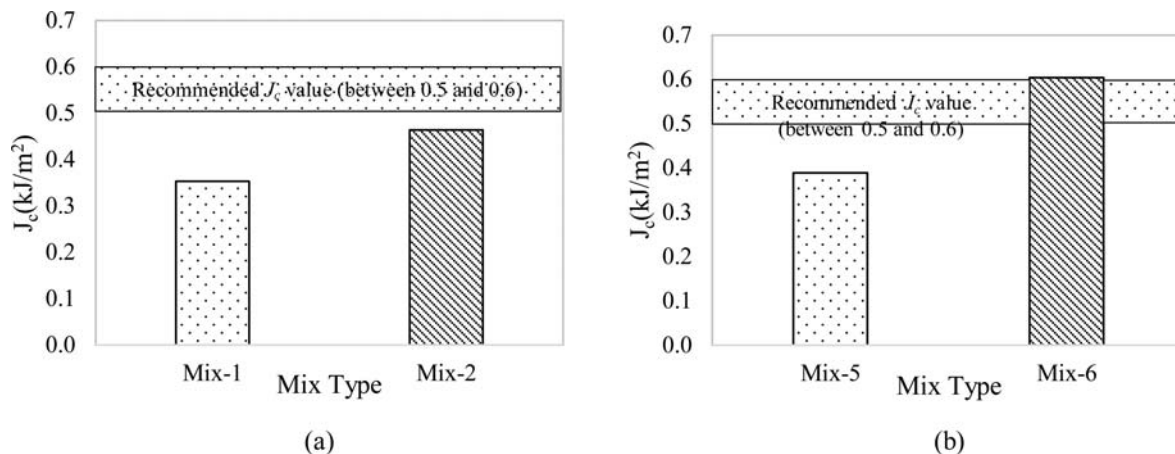 0.7
0.6
0.5
0.4
0.3
0.2
0.1
0.0
J_c(kJ/m²)
Recommended J_c value (between 0.5 and 0.6)
Mix-1
Mix-2
Mix Type
(a)
0.7
0.6
0.5
0.4
0.3
0.2
0.1
0.0
J_c(kJ/m²)
Recommended J_c value
(between 0.5 and 0.6)
Mix-5
Mix-6
Mix Type
(b)